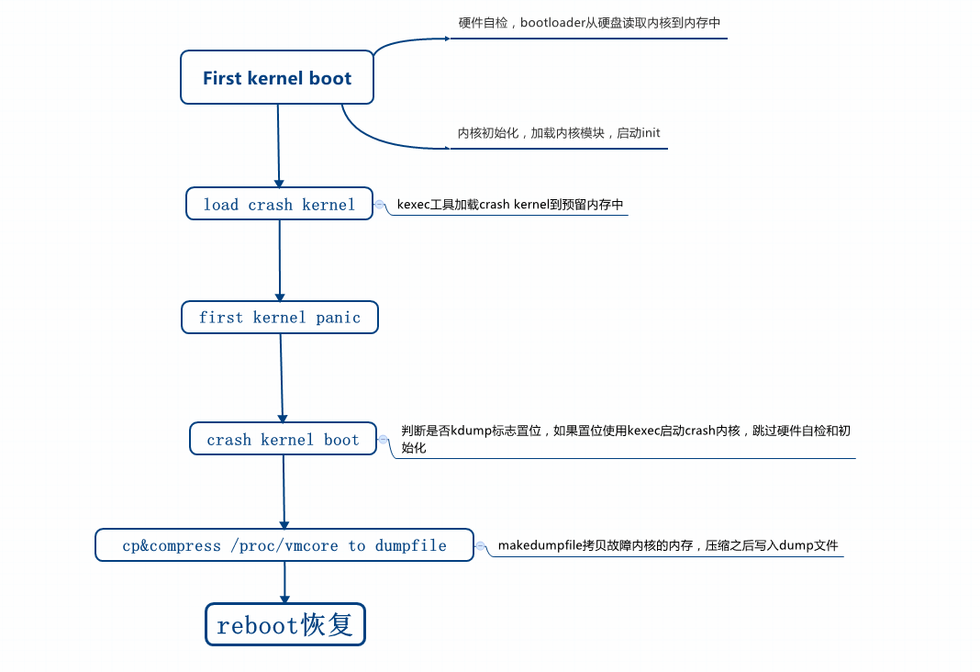 硬件自检，bootloader从硬盘读取内核到内存中
First kernel boot
内核初始化，加载内核模块，启动init
load crash kernel
kexec工具加载crash kernel到预留内存中
first kernel panic
crash kernel boot
判断是否kdump标志置位，如果置位使用kexec启动crash内核，跳过硬件自检和初
始化
cp&compress /proc/vmcore to dumpfile
makedumpfile拷贝故障内核的内存，压缩之后写入dump文件
reboot恢复